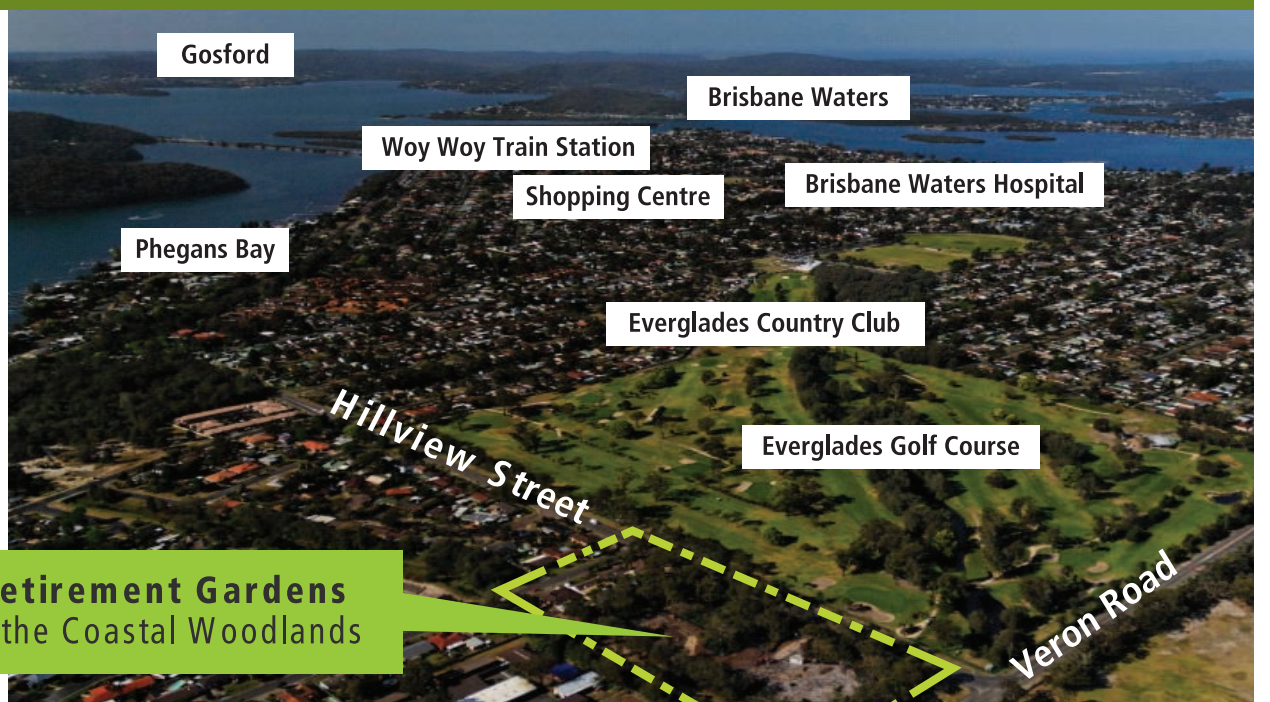 Gosford
Brisbane Waters
Woy Woy Train Station
Brisbane Waters Hospital
Shopping Centre
Phegans Bay
Everglades Country Club
Hillview Street
Everglades Golf Course
Veron Road
etirement Gardens
the Coastal Woodlands